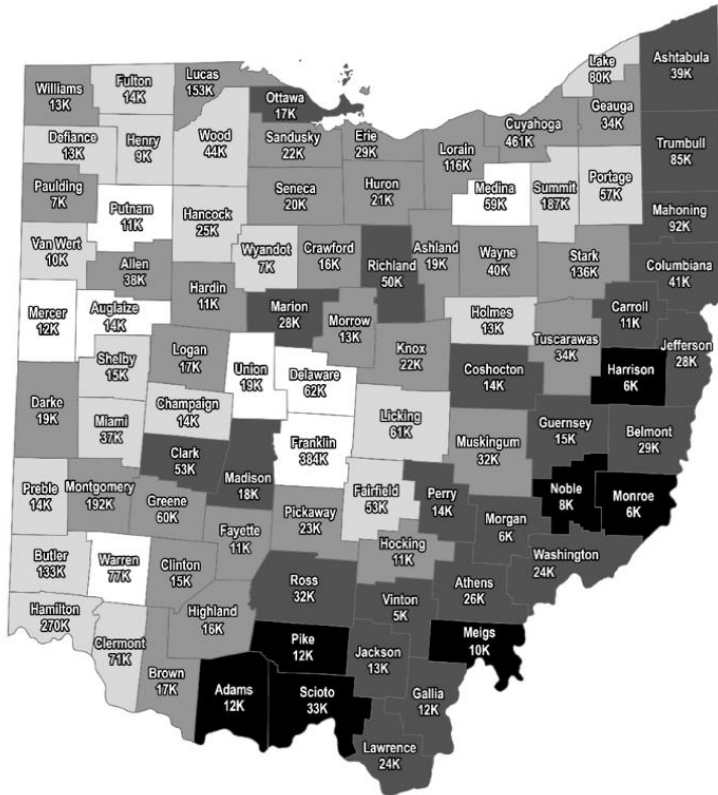 Williams
13K
Fulton
14K
Lucas
153K
Ottawa
17K
Lake
80K
Ashtabula
39K
Defiance
13K
Henry
9K
Wood
44K
Sandusky
22K
Erie
29K
Lorain
116K
Cuyahoga
461K
Geauga
34K
Trumbull
85K
Paulding
7K
Putnam
11K
Hancock
25K
Seneca
20K
Huron
21K
Medina
59K
Summit
187K
Portage
57K
Mahoning
92K
Van Wert
10K
Allen
38K
Wyandot
7K
Crawford
16K
Richland
50K
Ashland
19K
Wayne
40K
Stark
136K
Columbiana
41K
Mercer
12K
Auglaize
14K
Hardin
11K
Marion
28K
Morrow
13K
Holmes
13K
Carroll
11K
Tuscarawas
34K
Jefferson
28K
Shelby
15K
Logan
17K
Union
19K
Delaware
62K
Knox
22K
Coshocton
14K
Harrison
6K
Darke
19K
Miami
37K
Champaign
14K
Licking
61K
Guernsey
15K
Belmont
29K
Clark
53K
Franklin
384K
Muskingum
32K
Madison
18K
Preble
14K
Montgomery
192K
Greene
60K
Fayette
11K
Pickaway
23K
Fairfield
53K
Perry
14K
Morgan
6K
Noble
8K
Monroe
6K
Butler
133K
Warren
77K
Clinton
15K
Ross
32K
Hocking
11K
Athens
26K
Washington
24K
Hamilton
270K
Clermont
71K
Highland
16K
Vinton
5K
Pike
12K
Jackson
13K
Meigs
10K
Brown
17K
Adams
12K
Scioto
33K
Gallia
12K
Lawrence
24K